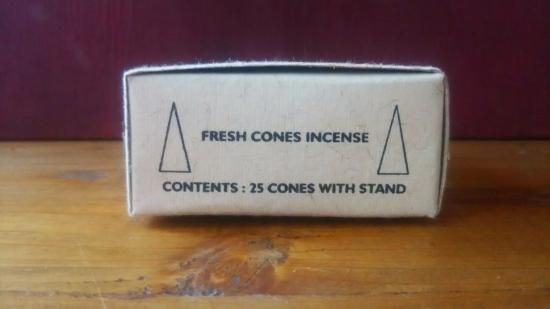 FRESH CONES INCENSE
CONTENTS : 25 CONES WITH STAND